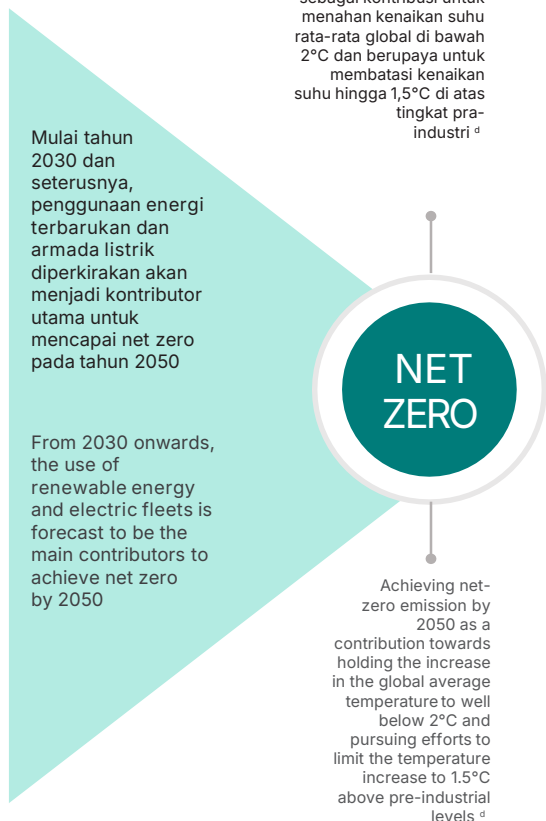 sebagai kontribusi untuk
menahan kenaikan suhu
rata-rata global di bawah
2°C dan berupaya untuk
membatasi kenaikan
suhu hingga 1,5°C di atas
tingkat pra-
industri ᵈ
Mulai tahun
2030 dan
seterusnya,
penggunaan energi
terbarukan dan
armada listrik
diperkirakan akan
menjadi kontributor
utama untuk
mencapai net zero
pada tahun 2050
NET
ZERO
From 2030 onwards,
the use of
renewable energy
and electric fleets is
forecast to be the
main contributors to
achieve net zero
by 2050
Achieving net-
zero emission by
2050 as a
contribution towards
holding the increase
in the global average
temperature to well
below 2°C and
pursuing efforts to
limit the temperature
increase to 1.5°C
above pre-industrial
levels ᵈ